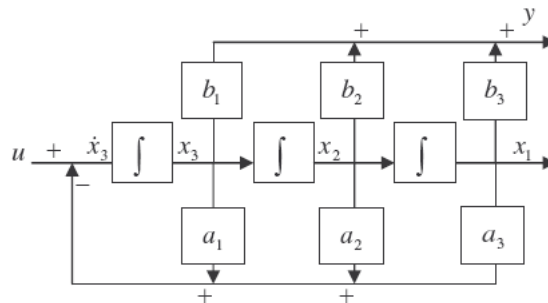 + + y
b₁ b₂ b₃
u + ẋ₃ ∫ x₃ ∫ x₂ ∫ x₁
−
a₁ a₂ a₃
+ +